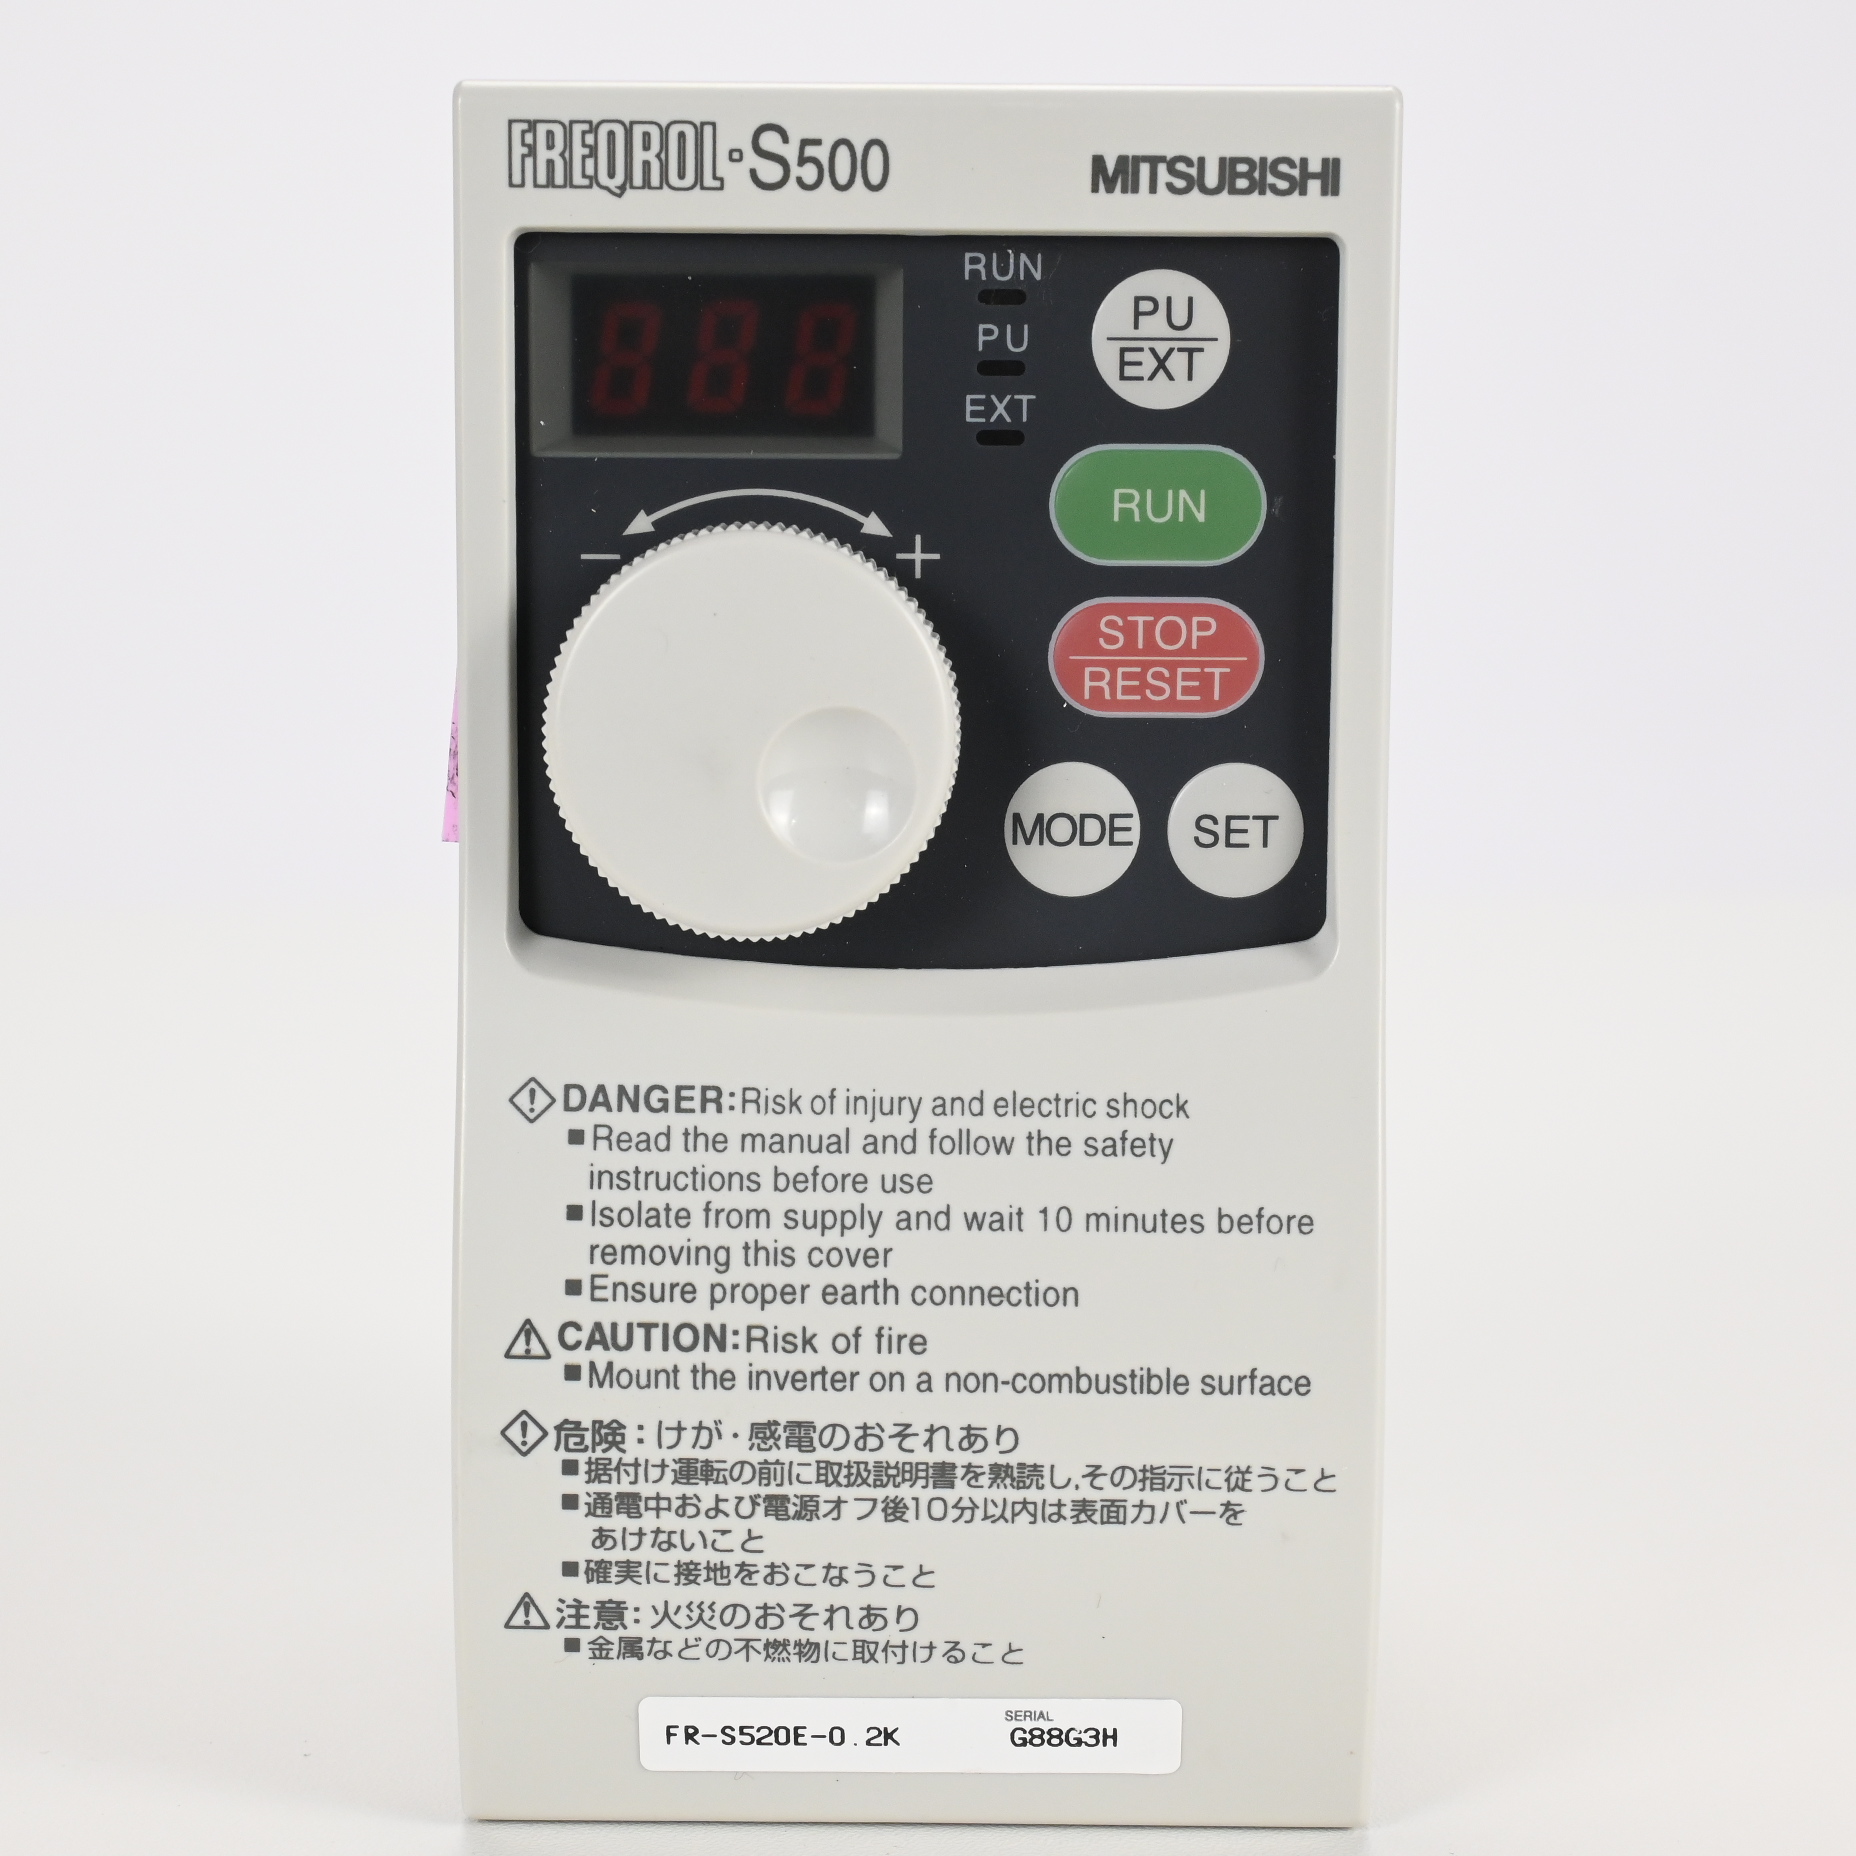 FREQROL-S500
MITSUBISHI
888
RUN
PU
EXT
PU
EXT
RUN
− +
STOP
RESET
MODE
SET
DANGER:Risk of injury and electric shock
■Read the manual and follow the safety
instructions before use
■Isolate from supply and wait 10 minutes before
removing this cover
■Ensure proper earth connection
CAUTION:Risk of fire
■Mount the inverter on a non-combustible surface
危険：けが・感電のおそれあり
■据付け運転の前に取扱説明書を熟読し,その指示に従うこと
■通電中および電源オフ後10分以内は表面カバーを
あけないこと
■確実に接地をおこなうこと
注意：火災のおそれあり
■金属などの不燃物に取付けること
SERIAL
FR-S520E-0.2K G88G3H